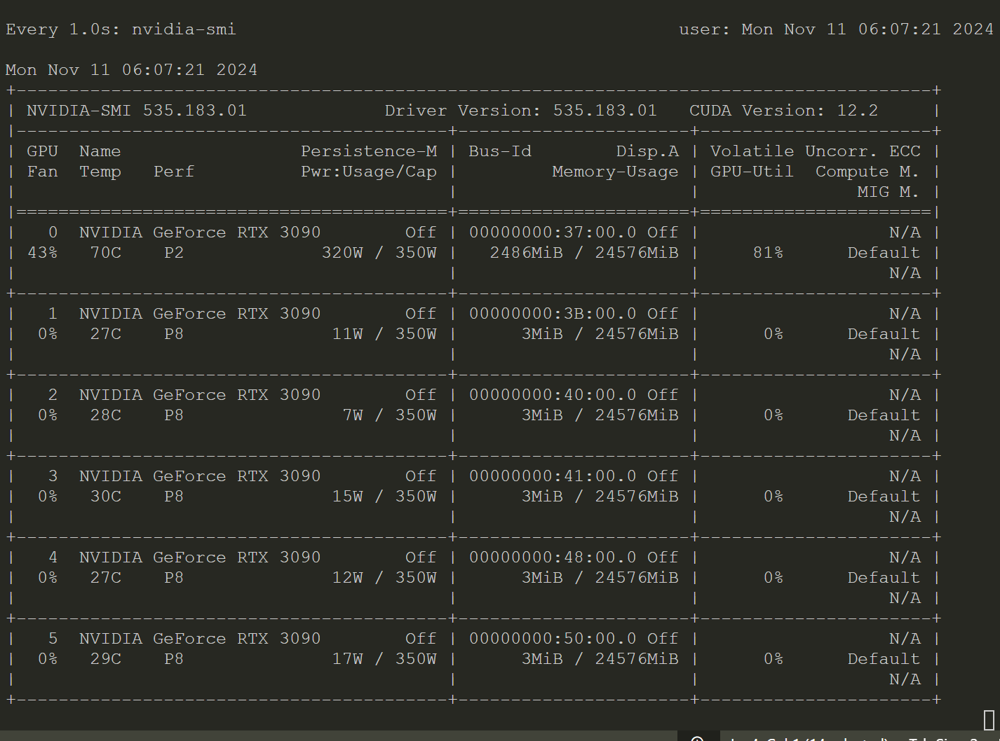 Every 1.0s: nvidia-smi user: Mon Nov 11 06:07:21 2024
Mon Nov 11 06:07:21 2024
+---------------------------------------------------------------------------------------+
| NVIDIA-SMI 535.183.01             Driver Version: 535.183.01   CUDA Version: 12.2     |
|-----------------------------------------+----------------------+----------------------+
| GPU  Name                 Persistence-M | Bus-Id        Disp.A | Volatile Uncorr. ECC |
| Fan  Temp   Perf          Pwr:Usage/Cap |         Memory-Usage | GPU-Util  Compute M. |
|                                         |                      |               MIG M. |
|=========================================+======================+======================|
|   0  NVIDIA GeForce RTX 3090        Off | 00000000:37:00.0 Off |                  N/A |
| 43%   70C    P2             320W / 350W |   2486MiB / 24576MiB |     81%      Default |
|                                         |                      |                  N/A |
+-----------------------------------------+----------------------+----------------------+
|   1  NVIDIA GeForce RTX 3090        Off | 00000000:3B:00.0 Off |                  N/A |
|  0%   27C    P8              11W / 350W |      3MiB / 24576MiB |      0%      Default |
|                                         |                      |                  N/A |
+-----------------------------------------+----------------------+----------------------+
|   2  NVIDIA GeForce RTX 3090        Off | 00000000:40:00.0 Off |                  N/A |
|  0%   28C    P8               7W / 350W |      3MiB / 24576MiB |      0%      Default |
|                                         |                      |                  N/A |
+-----------------------------------------+----------------------+----------------------+
|   3  NVIDIA GeForce RTX 3090        Off | 00000000:41:00.0 Off |                  N/A |
|  0%   30C    P8              15W / 350W |      3MiB / 24576MiB |      0%      Default |
|                                         |                      |                  N/A |
+-----------------------------------------+----------------------+----------------------+
|   4  NVIDIA GeForce RTX 3090        Off | 00000000:48:00.0 Off |                  N/A |
|  0%   27C    P8              12W / 350W |      3MiB / 24576MiB |      0%      Default |
|                                         |                      |                  N/A |
+-----------------------------------------+----------------------+----------------------+
|   5  NVIDIA GeForce RTX 3090        Off | 00000000:50:00.0 Off |                  N/A |
|  0%   29C    P8              17W / 350W |      3MiB / 24576MiB |      0%      Default |
|                                         |                      |                  N/A |
+-----------------------------------------+----------------------+----------------------+